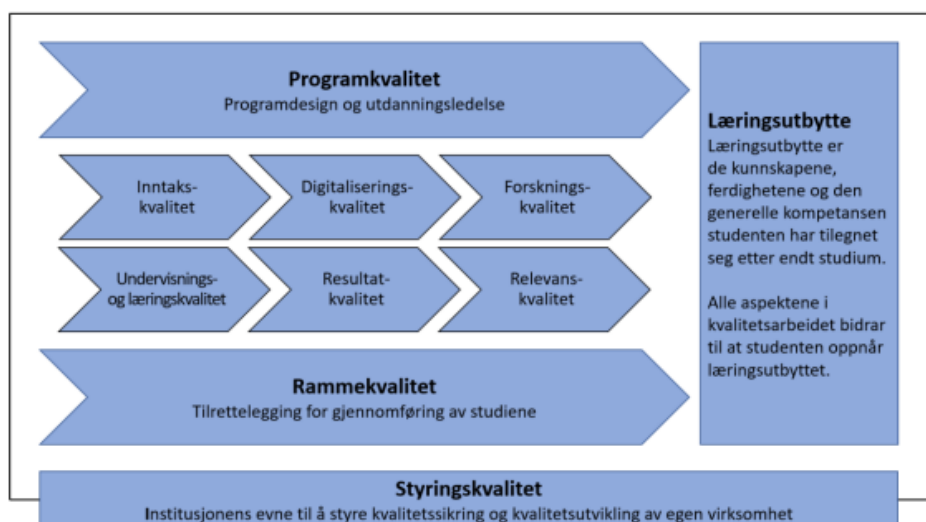 Programkvalitet
Programdesign og utdanningsledelse
Inntaks-
kvalitet
Digitaliserings-
kvalitet
Forsknings-
kvalitet
Undervisnings-
og læringskvalitet
Resultat-
kvalitet
Relevans-
kvalitet
Rammekvalitet
Tilrettelegging for gjennomføring av studiene
Læringsutbytte
Læringsutbytte er
de kunnskapene,
ferdighetene og den
generelle kompetansen
studenten har tilegnet
seg etter endt studium.
Alle aspektene i
kvalitetsarbeidet bidrar
til at studenten oppnår
læringsutbyttet.
Styringskvalitet
Institusjonens evne til å styre kvalitetssikring og kvalitetsutvikling av egen virksomhet